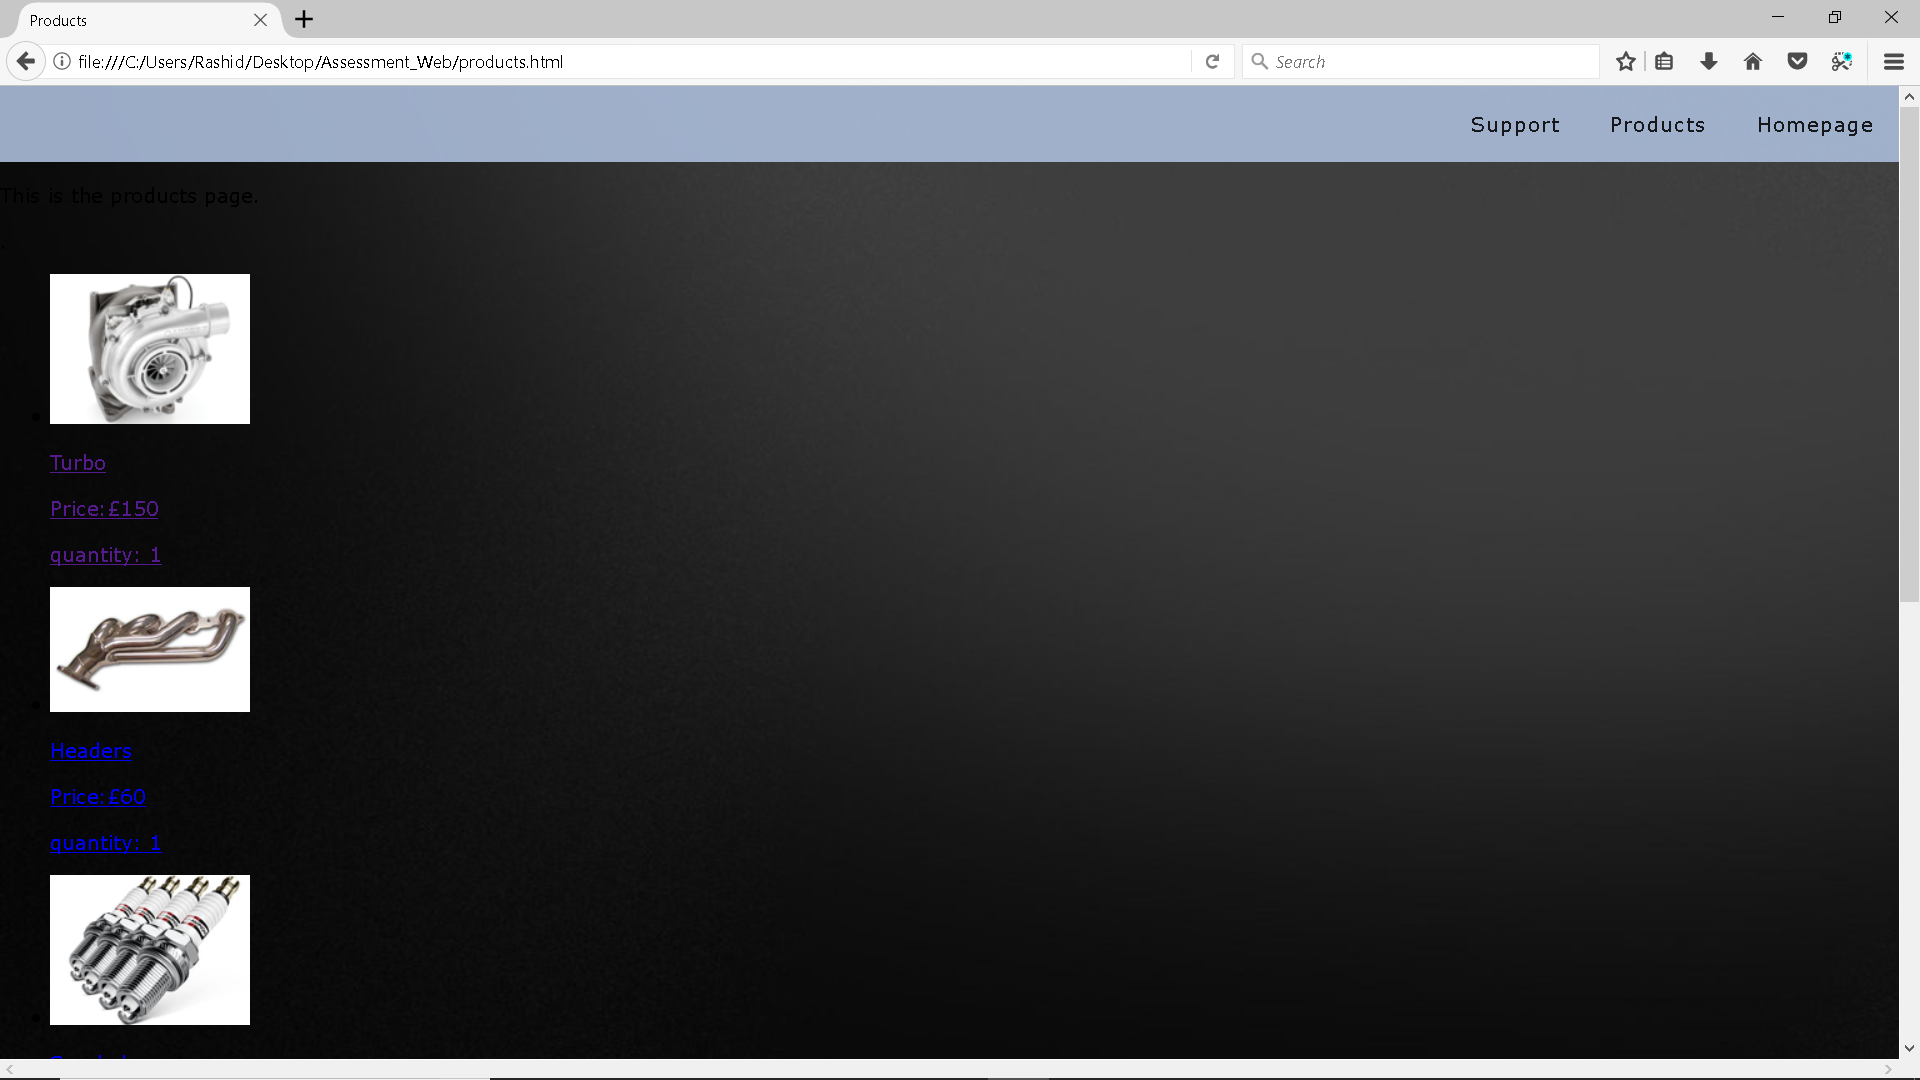 Products
file:///C:/Users/Rashid/Desktop/Assessment_Web/products.html
Search
Support Products Homepage
This is the products page.
.
Turbo
Price:£150
quantity: 1
Headers
Price:£60
quantity: 1